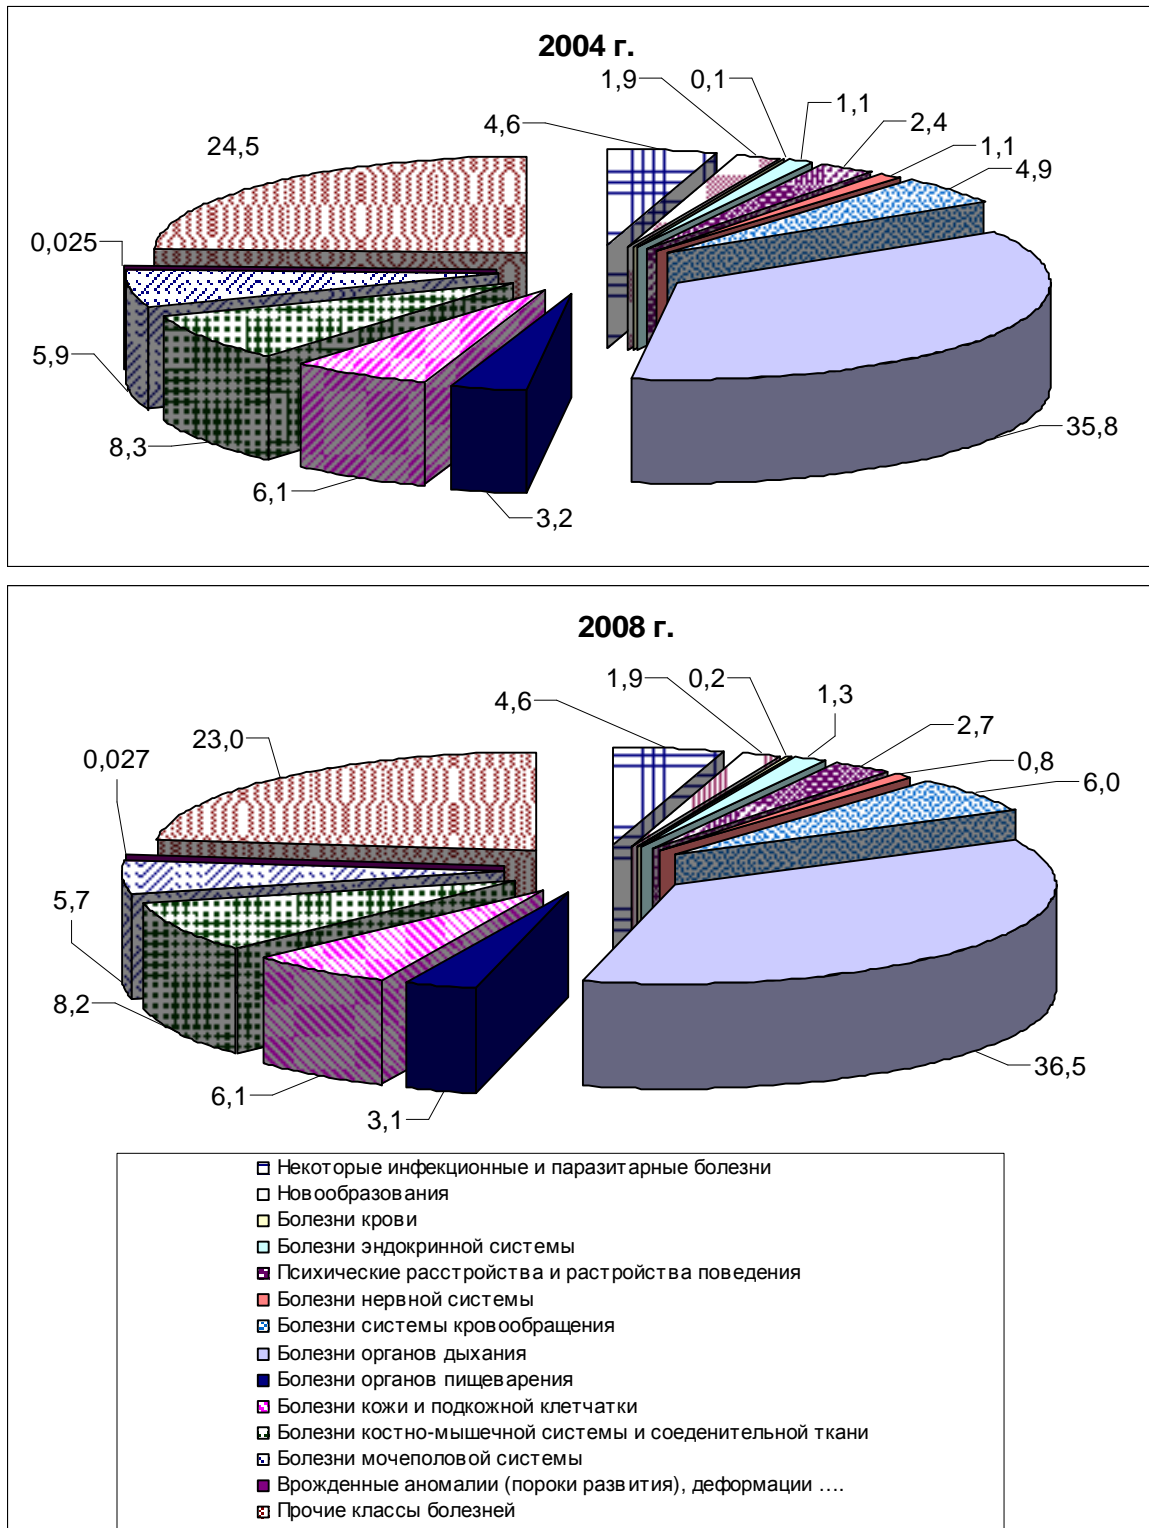 2004 г.
1,9
0,1
1,1
4,6
2,4
1,1
24,5
4,9
0,025
5,9
35,8
8,3
6,1
3,2
2008 г.
1,9
0,2
1,3
4,6
2,7
23,0
0,8
0,027
6,0
5,7
8,2
36,5
6,1
3,1
Некоторые инфекционные и паразитарные болезни
Новообразования
Болезни крови
Болезни эндокринной системы
Психические расстройства и растройства поведения
Болезни нервной системы
Болезни системы кровообращения
Болезни органов дыхания
Болезни органов пищеварения
Болезни кожи и подкожной клетчатки
Болезни костно-мышечной системы и соеденительной ткани
Болезни мочеполовой системы
Врожденные аномалии (пороки развития), деформации ....
Прочие классы болезней